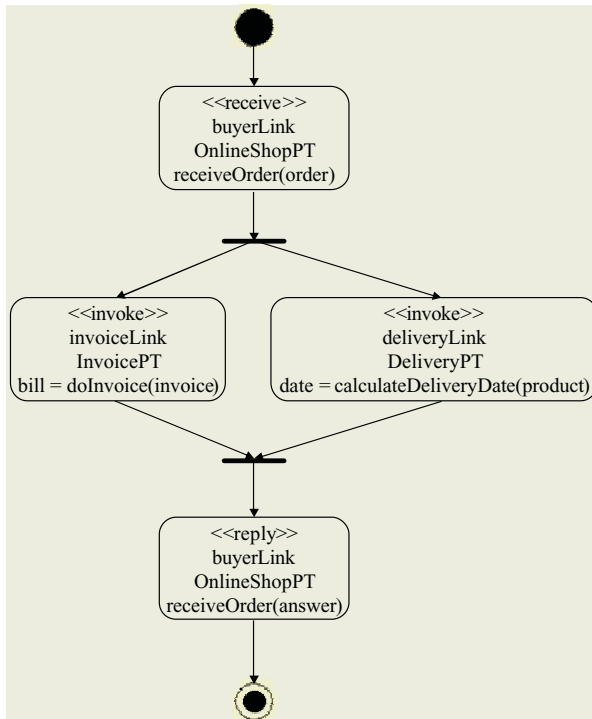 <<receive>>
buyerLink
OnlineShopPT
receiveOrder(order)
<<invoke>>
invoiceLink
InvoicePT
bill = doInvoice(invoice)
<<invoke>>
deliveryLink
DeliveryPT
date = calculateDeliveryDate(product)
<<reply>>
buyerLink
OnlineShopPT
receiveOrder(answer)